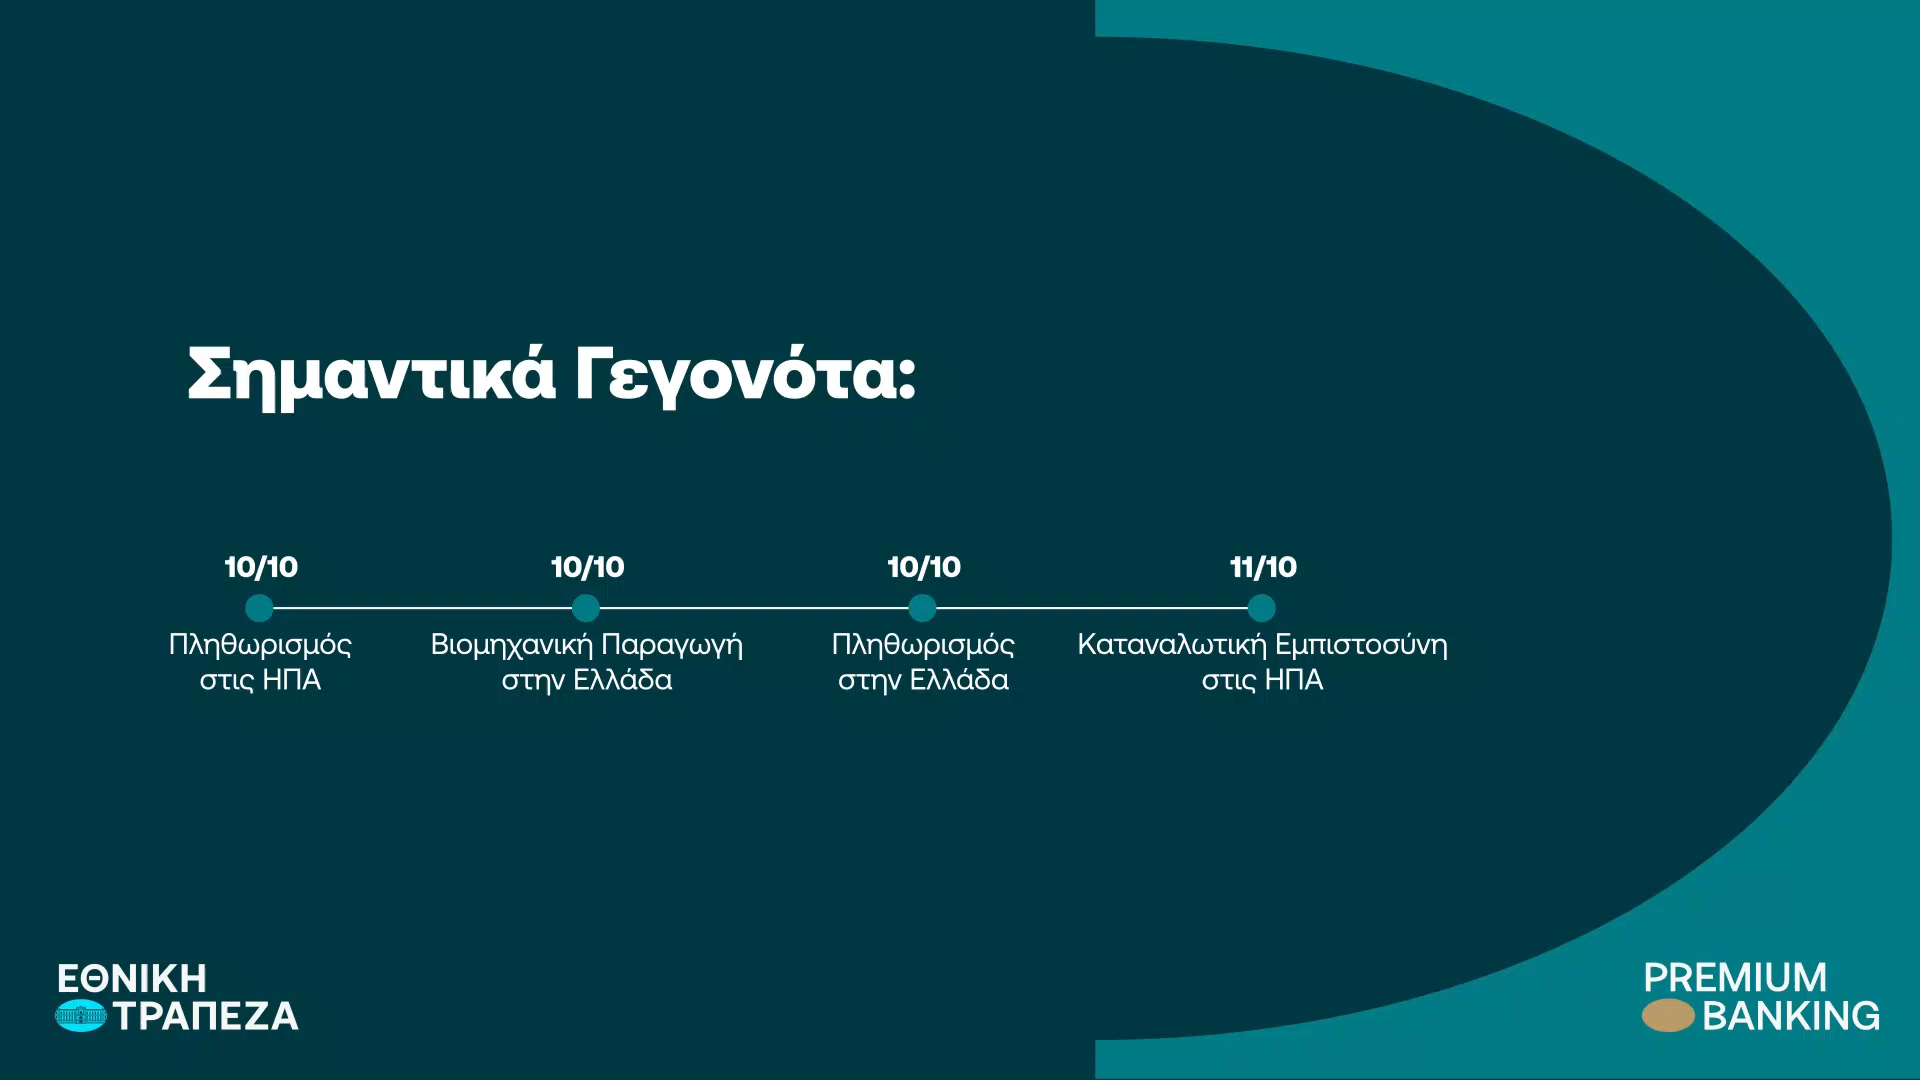 Σημαντικά Γεγονότα:
10/10
Πληθωρισμός
στις ΗΠΑ
10/10
Βιομηχανική Παραγωγή
στην Ελλάδα
10/10
Πληθωρισμός
στην Ελλάδα
11/10
Καταναλωτική Εμπιστοσύνη
στις ΗΠΑ
ΕΘΝΙΚΗ
ΤΡΑΠΕΖΑ
PREMIUM
BANKING